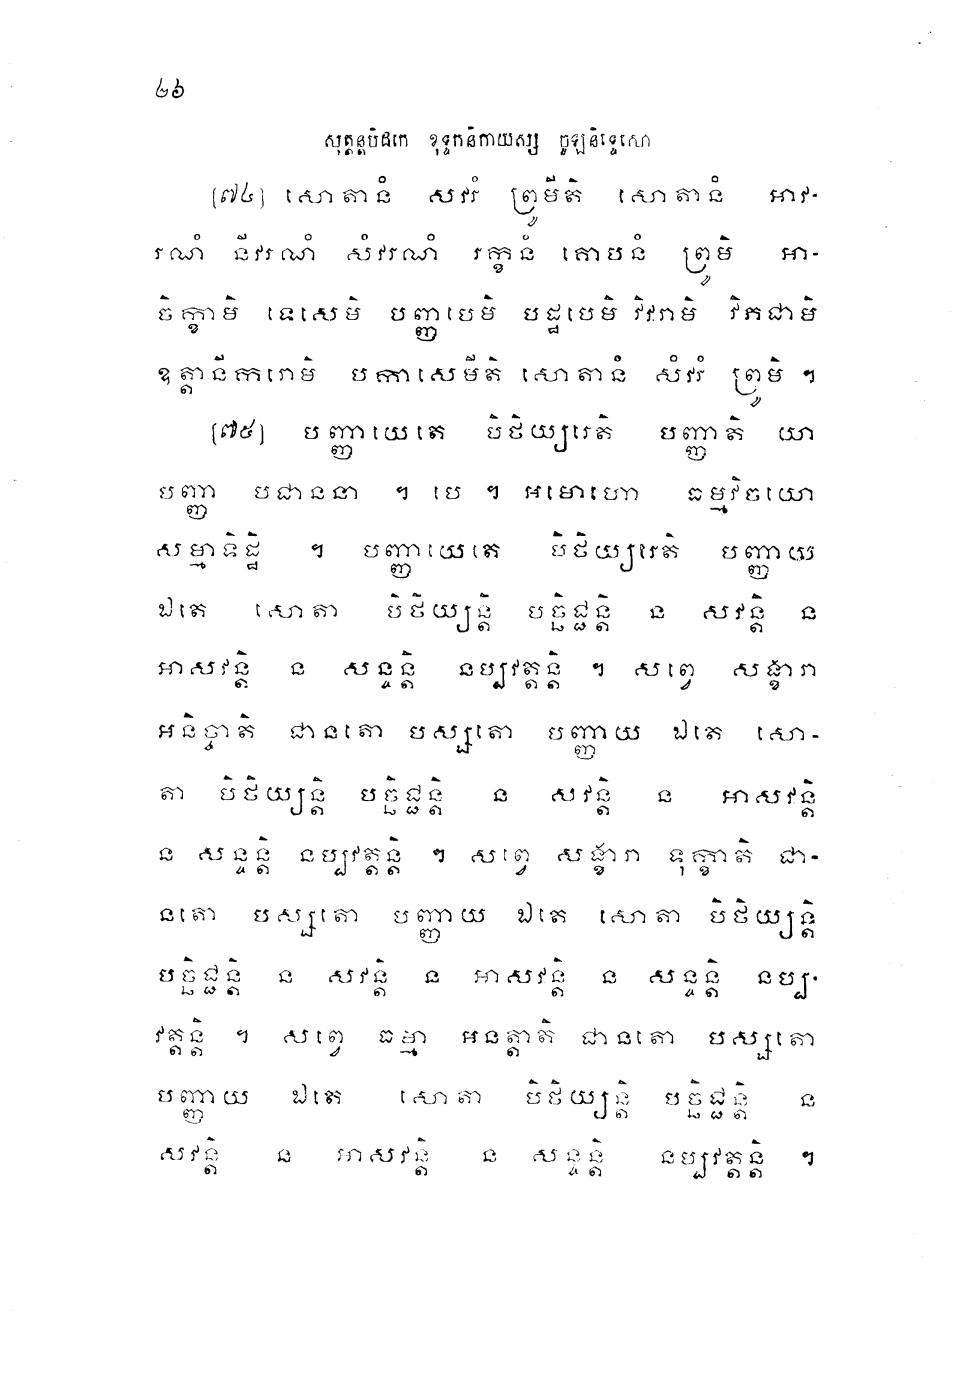 ៤៦
សុត្តន្តបិដកេ ខុទ្ទកនិកាយស្ស ចូឡនិទ្ទេសោ
[៧៤] សោតានំ សវរំ ព្រូមីតិ សោតានំ អាវ-
រណំ នីវរណំ សំវរណំ រក្ខនំ គោបនំ ព្រូមិ អា-
ចិក្ខាមិ ទេសេមិ បញ្ញបេមិ បដ្ឋបេមិ វិវរាមិ វិភជាមិ
ឧត្តានីករោមិ បកាសេមីតិ សោតានំ សំវរំ ព្រូមិ ។
[៧៥] បញ្ញាយេតេ បិថិយ្យរេតិ បញ្ញាតិ យា
បញ្ញា បជាននា ។ បេ ។ អមោហោ ធម្មវិចយោ
សម្មាទិដ្ឋិ ។ បញ្ញាយេតេ បិថិយ្យរេតិ បញ្ញាយ
ឯតេ សោតា បិថិយ្យន្តិ បច្ឆិជ្ជន្តិ ន សវន្តិ ន
អាសវន្តិ ន សន្ទន្តិ នប្បវត្តន្តិ ។ សព្វេ សង្ខារា
អនិច្ចាតិ ជានតោ បស្សតោ បញ្ញាយ ឯតេ សោ-
តា បិថិយ្យន្តិ បច្ឆិជ្ជន្តិ ន សវន្តិ ន អាសវន្តិ
ន សន្ទន្តិ នប្បវត្តន្តិ ។ សព្វេ សង្ខារា ទុក្ខាតិ ជា-
នតោ បស្សតោ បញ្ញាយ ឯតេ សោតា បិថិយ្យន្តិ
បច្ឆិជ្ជន្តិ ន សវន្តិ ន អាសវន្តិ ន សន្ទន្តិ នប្ប-
វត្តន្តិ ។ សព្វេ ធម្មា អនត្តាតិ ជានតោ បស្សតោ
បញ្ញាយ ឯតេ សោតា បិថិយ្យន្តិ បច្ឆិជ្ជន្តិ ន
សវន្តិ ន អាសវន្តិ ន សន្ទន្តិ នប្បវត្តន្តិ ។